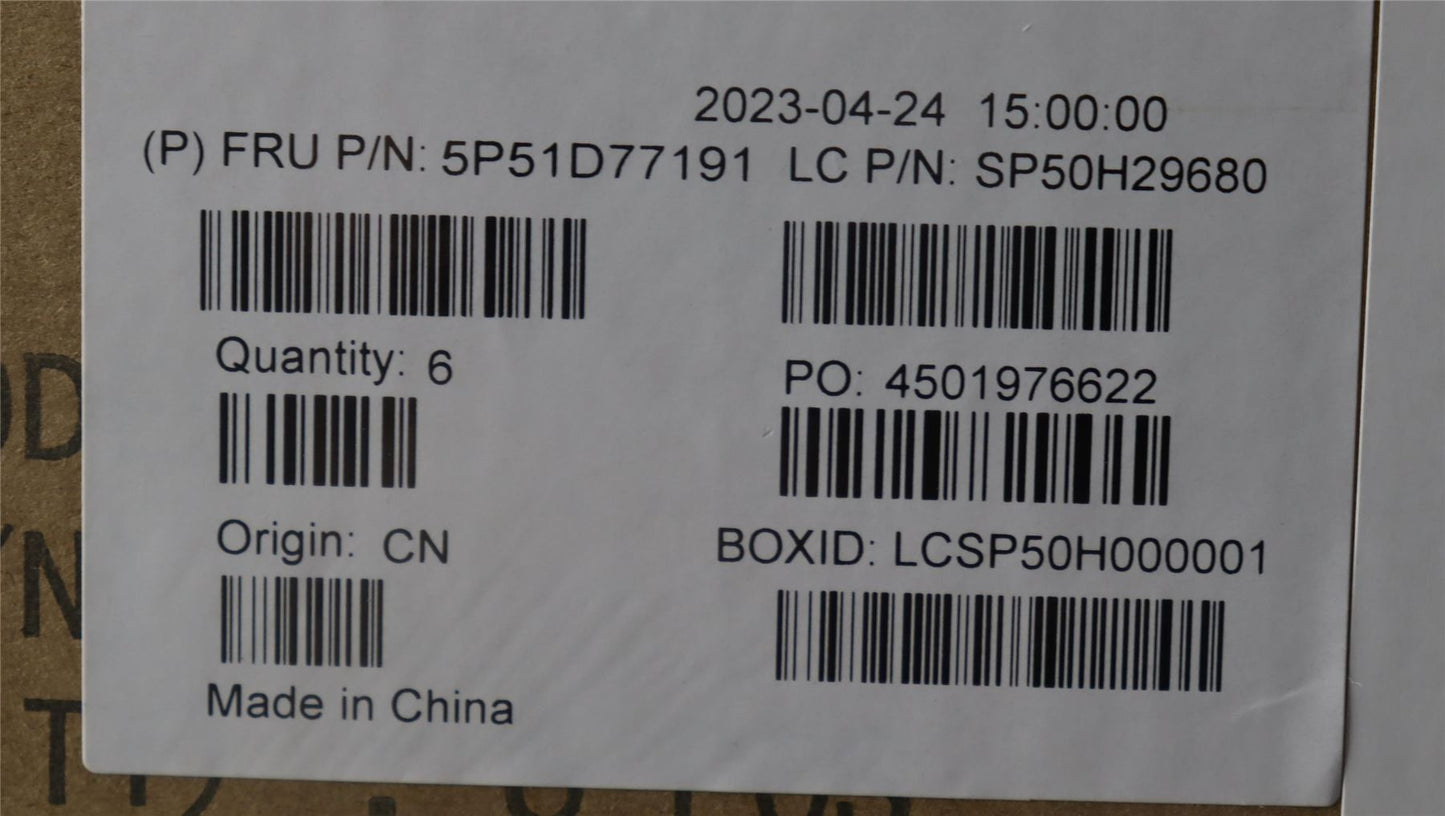 2023-04-24 15:00:00
(P) FRU P/N: 5P51D77191 LC P/N: SP50H29680
Quantity: 6
PO: 4501976622
Origin: CN
BOXID: LCSP50H000001
Made in China